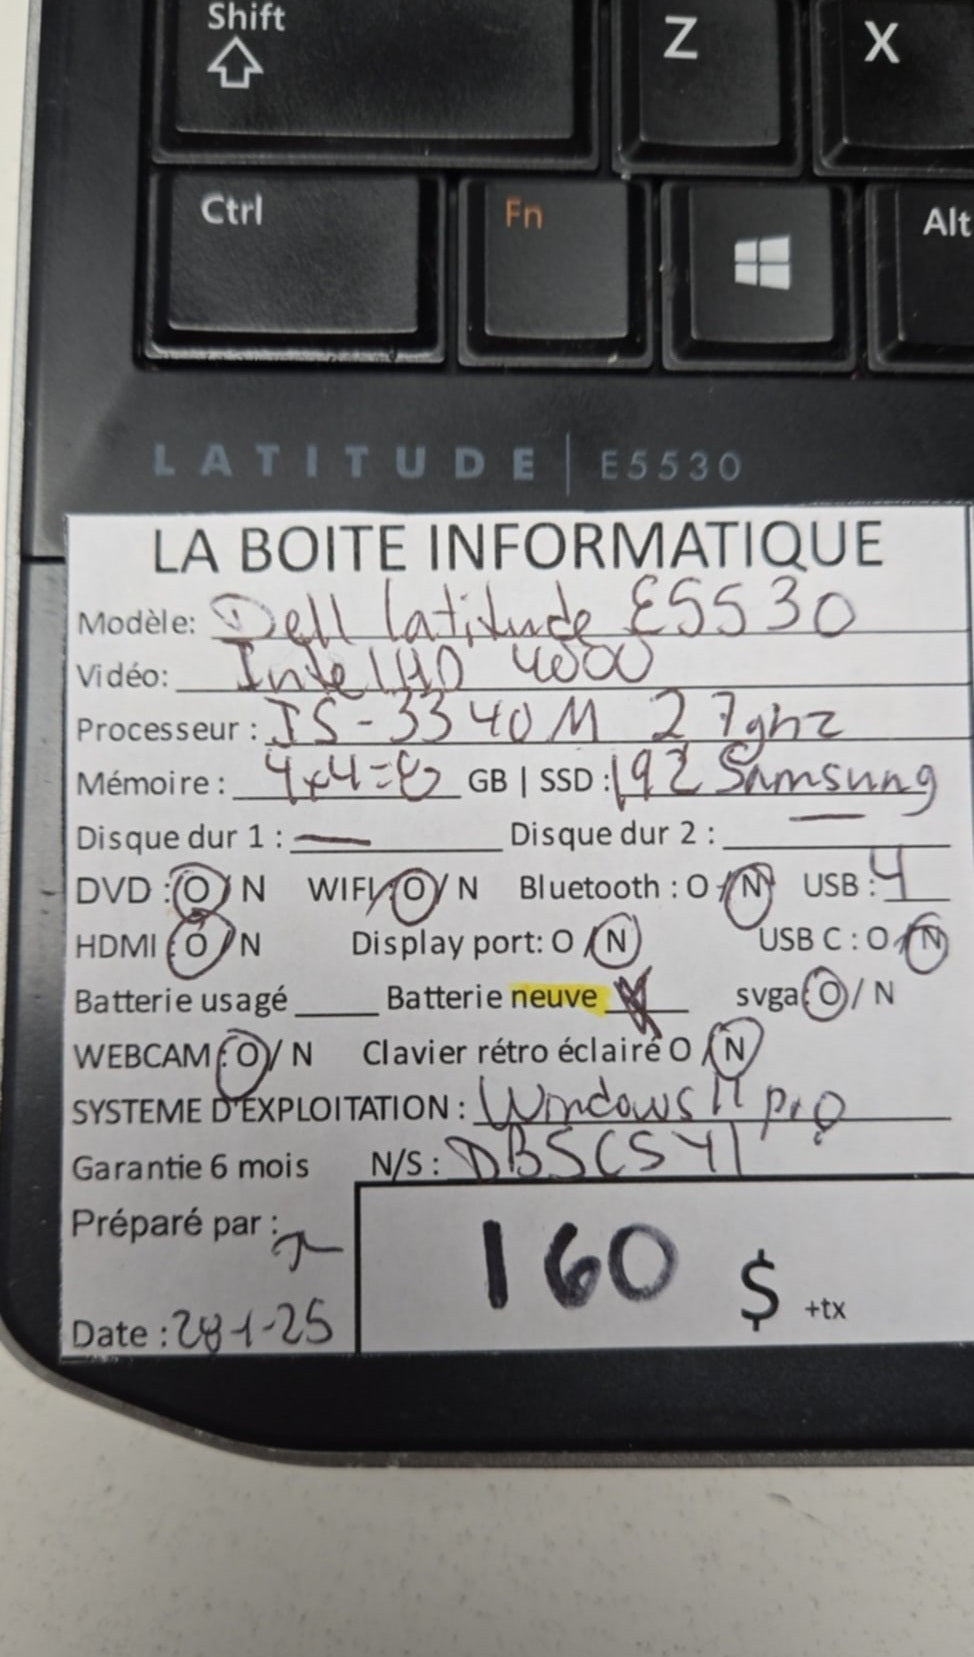 Shift Z X
Ctrl Fn Alt
LATITUDE | E5530
LA BOITE INFORMATIQUE
Modèle: Dell Latitude E5530
Vidéo: Intel HD 4000
Processeur : I5-3340M 27ghz
Mémoire : 4x4=8 GB | SSD : 192 Samsung
Disque dur 1 : — Disque dur 2 : —
DVD : O / N WIFI : O / N Bluetooth : O / N USB : 4
HDMI : O / N Display port: O / N USB C : O / N
Batterie usagé ____ Batterie neuve X svga : O / N
WEBCAM : O / N Clavier rétro éclairé O / N
SYSTEME D'EXPLOITATION : Windows 11 pro
Garantie 6 mois N/S : DBSCSY1
Préparé par :
160 $ +tx
Date : 28-1-25